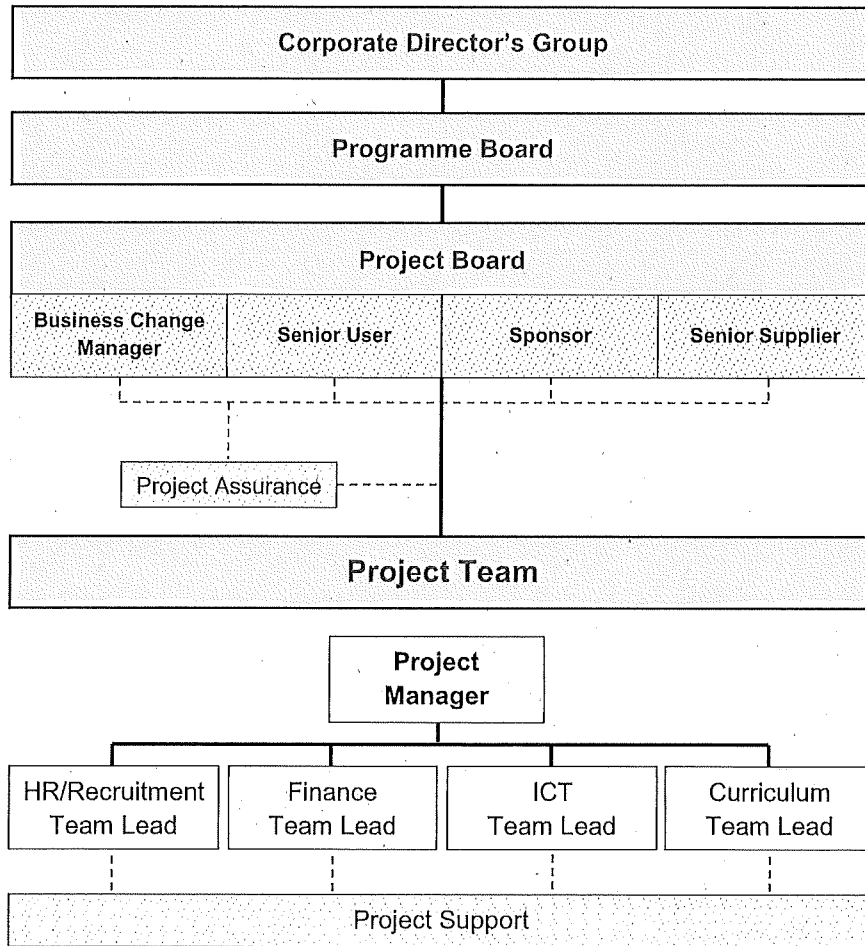 Corporate Director's Group
Programme Board
Project Board
Business Change
Manager
Senior User
Sponsor
Senior Supplier
Project Assurance
Project Team
Project
Manager
HR/Recruitment
Team Lead
Finance
Team Lead
ICT
Team Lead
Curriculum
Team Lead
Project Support